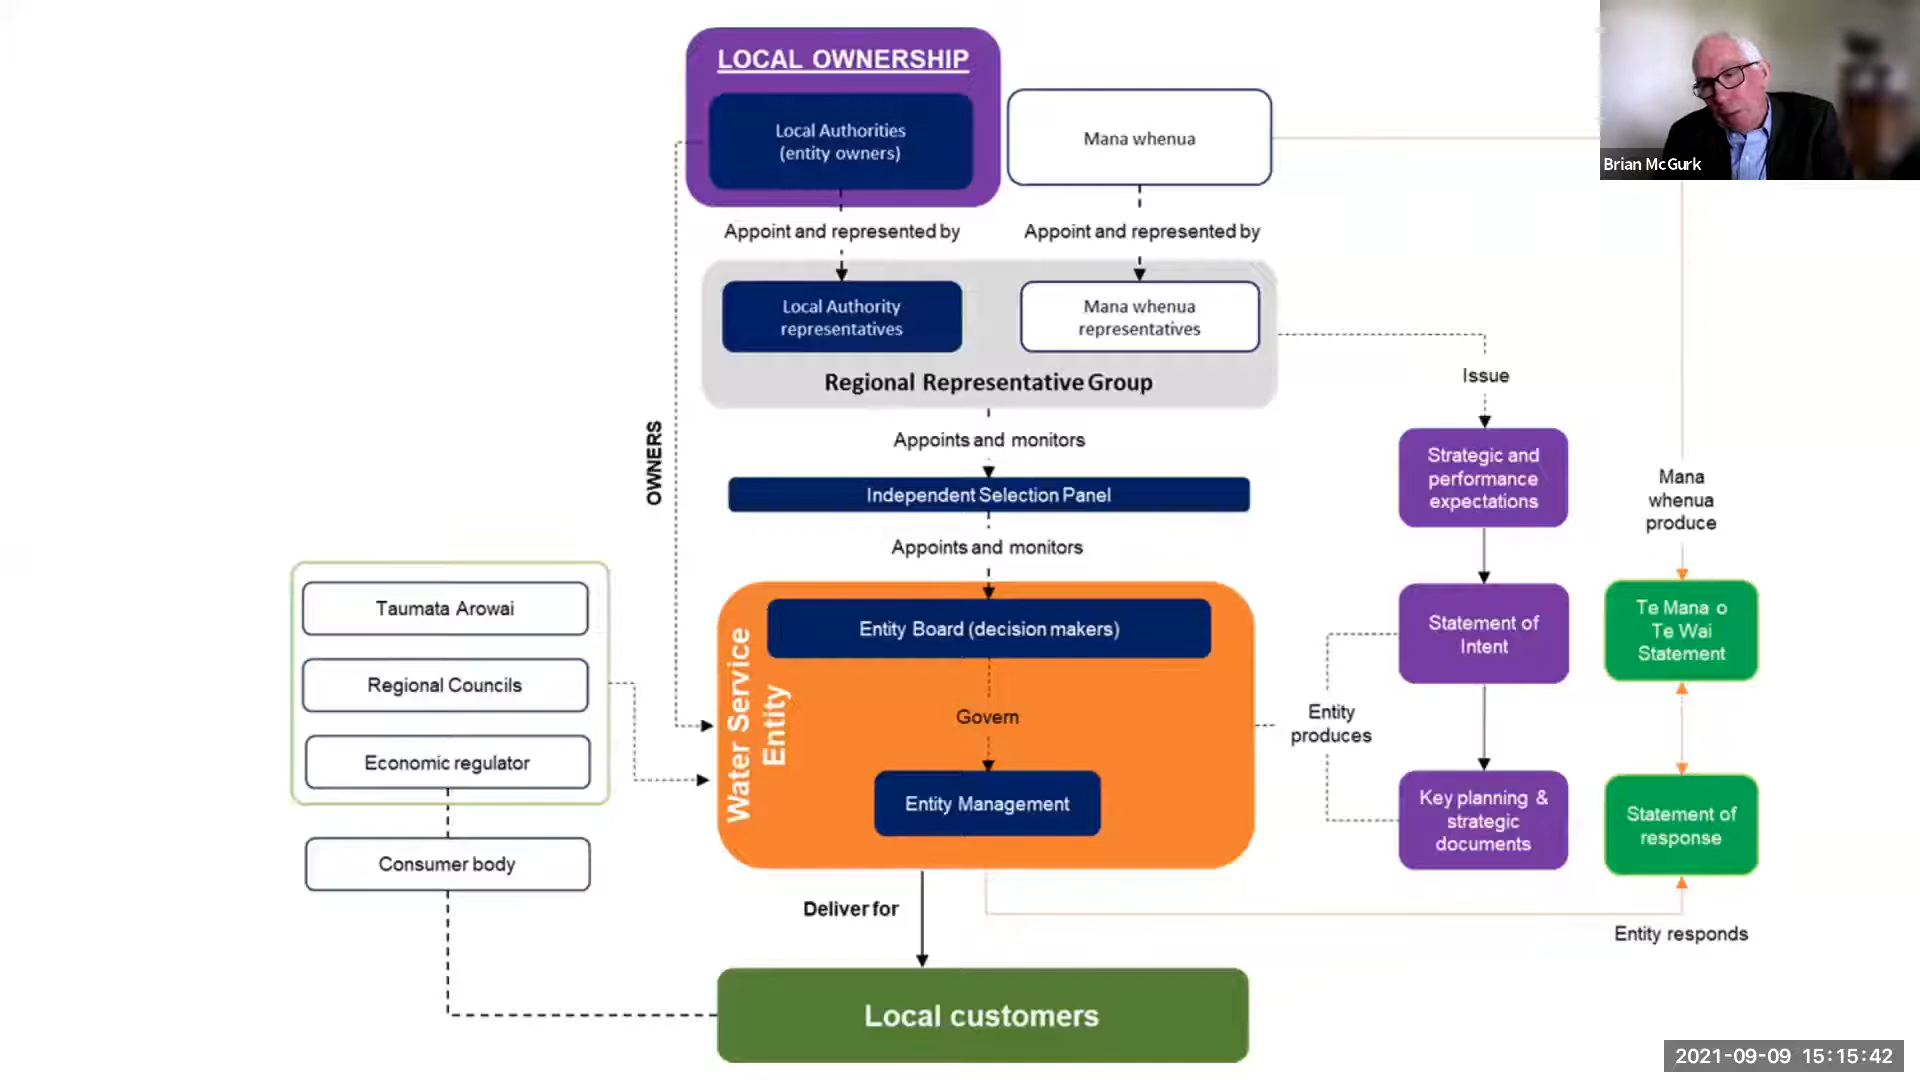 LOCAL OWNERSHIP
Local Authorities
(entity owners)
Mana whenua
Brian McGurk
Appoint and represented by
Appoint and represented by
Local Authority
representatives
Mana whenua
representatives
Regional Representative Group
Issue
OWNERS
Appoints and monitors
Independent Selection Panel
Appoints and monitors
Strategic and
performance
expectations
Mana
whenua
produce
Taumata Arowai
Regional Councils
Economic regulator
Consumer body
Water Service
Entity
Entity Board (decision makers)
Govern
Entity Management
Entity
produces
Statement of
Intent
Te Mana o
Te Wai
Statement
Key planning &
strategic
documents
Statement of
response
Deliver for
Entity responds
Local customers
2021-09-09 15:15:42